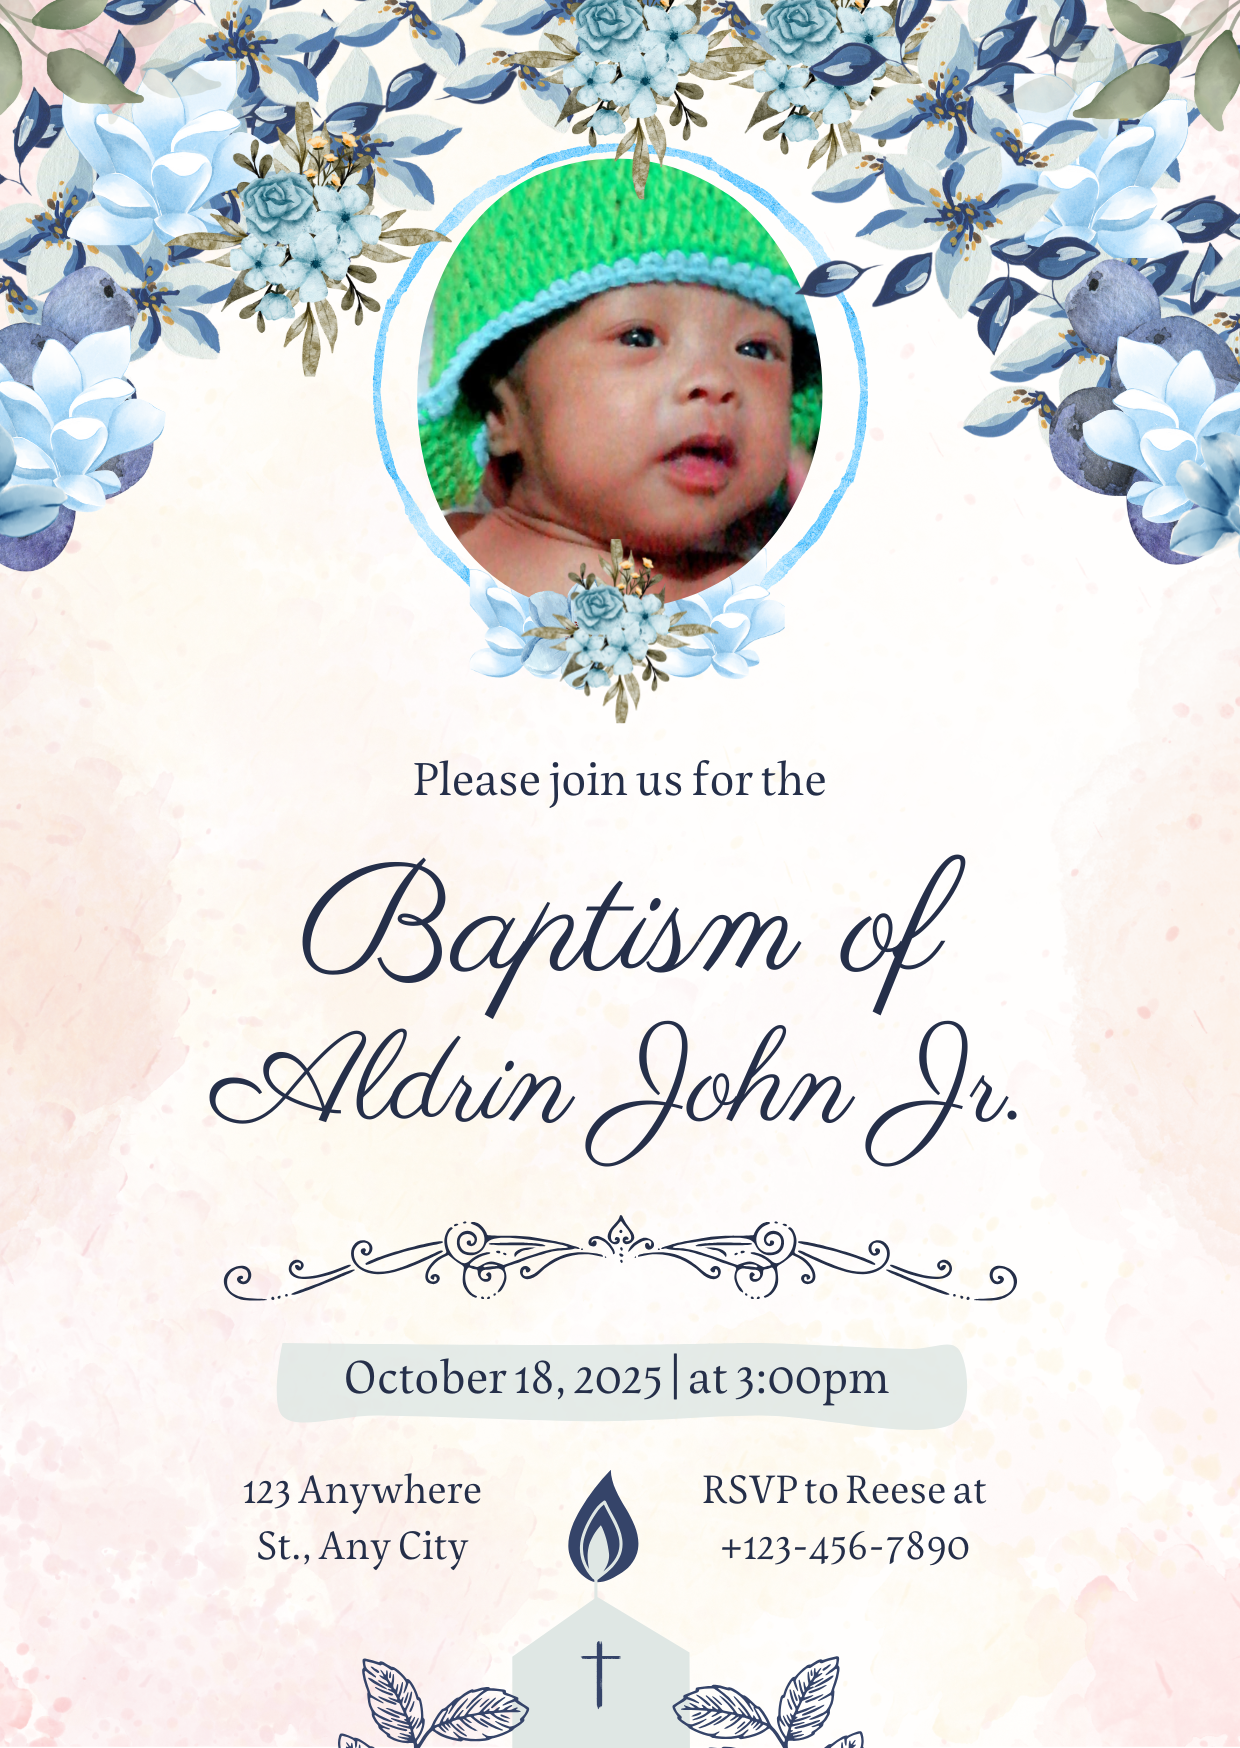 Please join us for the
Baptism of
Aldrin John Jr.
October 18, 2025 | at 3:00pm
123 Anywhere
St., Any City
RSVP to Reese at
+123-456-7890